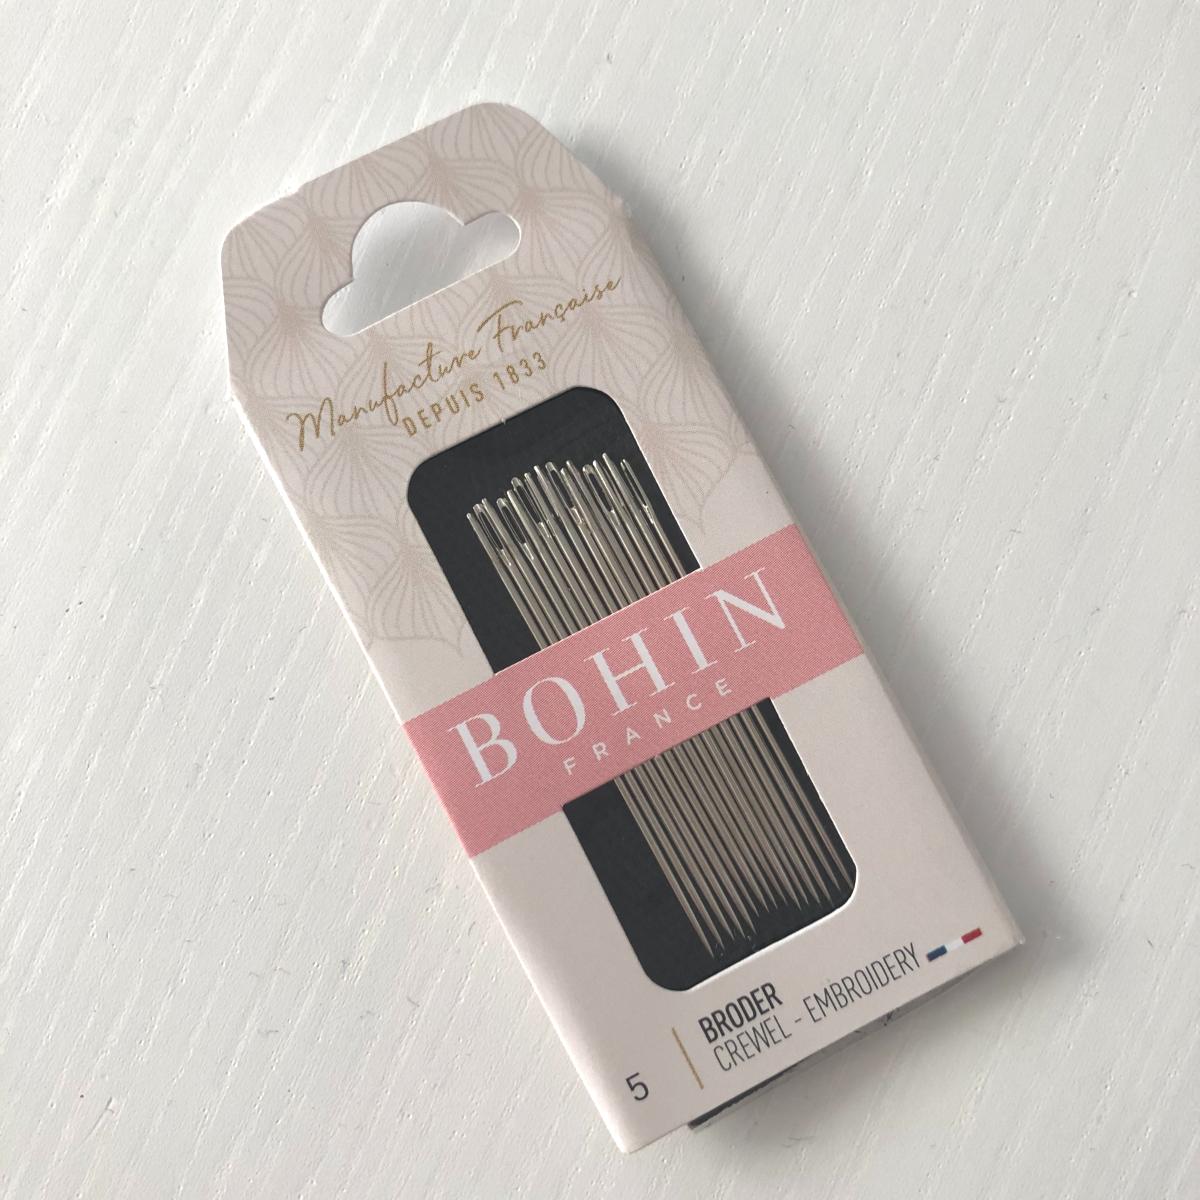 Manufacture Française
DEPUIS 1833
BOHIN
FRANCE
BRODER
CREWEL - EMBROIDERY
5